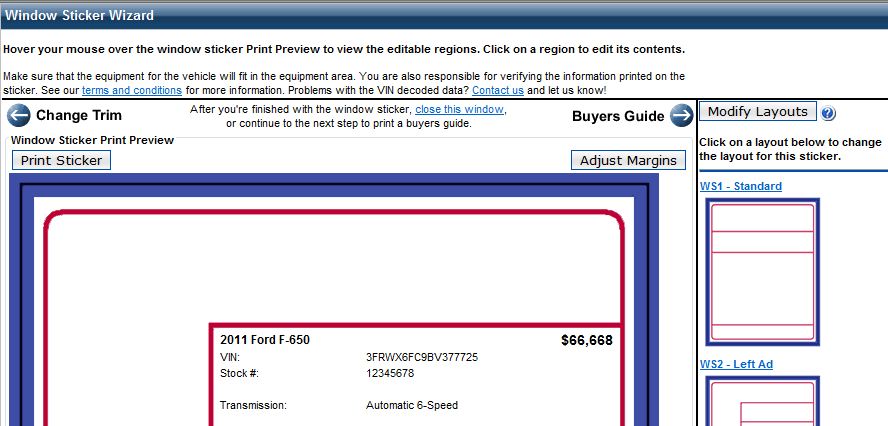 Window Sticker Wizard
Hover your mouse over the window sticker Print Preview to view the editable regions. Click on a region to edit its contents.
Make sure that the equipment for the vehicle will fit in the equipment area. You are also responsible for verifying the information printed on the
sticker. See our terms and conditions for more information. Problems with the VIN decoded data? Contact us and let us know!
Change Trim
After you're finished with the window sticker, close this window,
or continue to the next step to print a buyers guide.
Buyers Guide
Window Sticker Print Preview
Print Sticker
Adjust Margins
2011 Ford F-650
$66,668
VIN:
3FRWX6FC9BV377725
Stock #:
12345678
Transmission:
Automatic 6-Speed
Modify Layouts
?
Click on a layout below to change
the layout for this sticker.
WS1 - Standard
WS2 - Left Ad